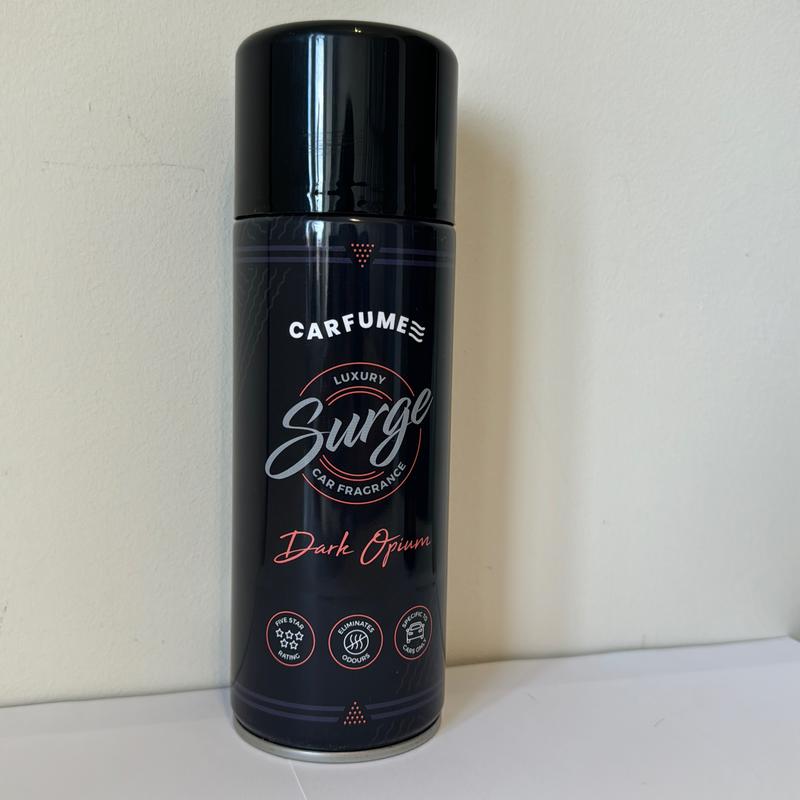 CARFUME
LUXURY
Surge
CAR FRAGRANCE
Dark Opium
FIVE STAR
RATING
ELIMINATES
ODOURS
SPECIFIC TO
CARS ONLY